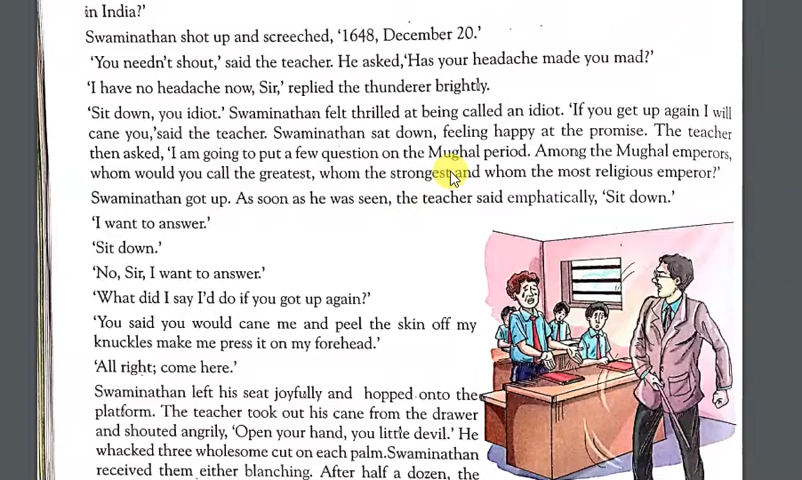 in India?'
Swaminathan shot up and screeched, '1648, December 20.'
'You needn't shout,' said the teacher. He asked,'Has your headache made you mad?'
'I have no headache now, Sir,' replied the thunderer brightly.
'Sit down, you idiot.' Swaminathan felt thrilled at being called an idiot. 'If you get up again I will
cane you,'said the teacher. Swaminathan sat down, feeling happy at the promise. The teacher
then asked, 'I am going to put a few question on the Mughal period. Among the Mughal emperors,
whom would you call the greatest, whom the strongest and whom the most religious emperor?'
Swaminathan got up. As soon as he was seen, the teacher said emphatically, 'Sit down.'
'I want to answer.'
'Sit down.'
'No, Sir, I want to answer.'
'What did I say I'd do if you got up again?'
'You said you would cane me and peel the skin off my
knuckles make me press it on my forehead.'
'All right; come here.'
Swaminathan left his seat joyfully and hopped onto the
platform. The teacher took out his cane from the drawer
and shouted angrily, 'Open your hand, you little devil.' He
whacked three wholesome cut on each palm.Swaminathan
received them either blanching. After half a dozen, the